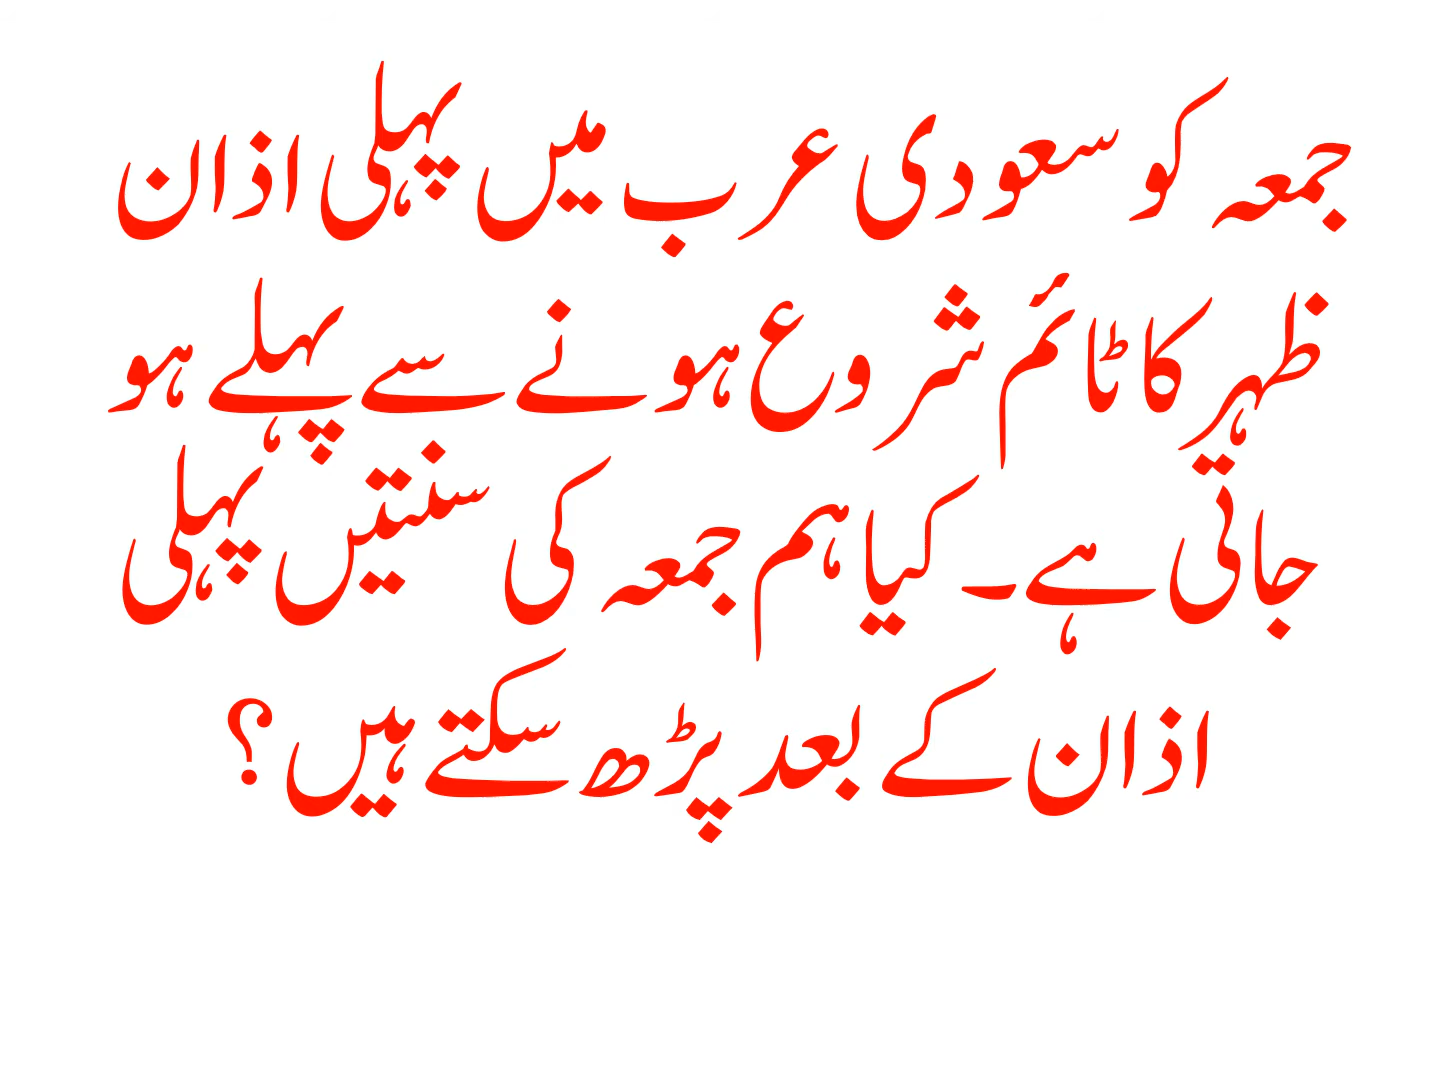 جمعہ کو سعودی عرب میں پہلی اذان
ظہر کا ٹائم شروع ہونے سے پہلے ہو
جاتی ہے۔ کیا ہم جمعہ کی سنتیں پہلی
اذان کے بعد پڑھ سکتے ہیں؟